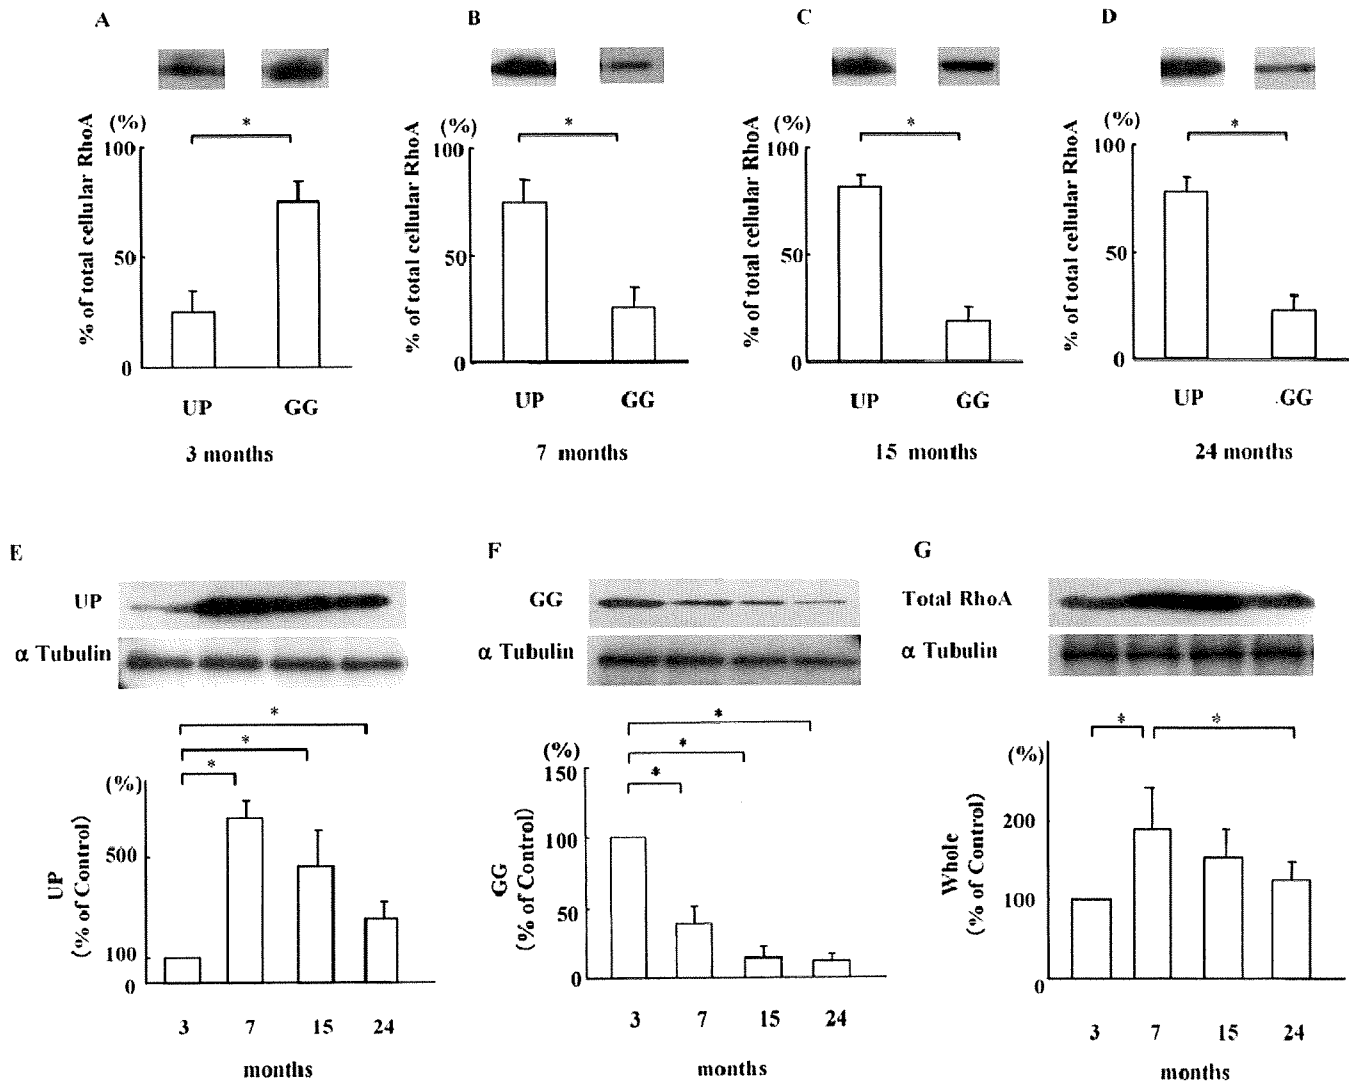 A
B
C
D
(%)
*
100
50
0
% of total cellular RhoA
UP GG
3 months
(%)
*
100
50
0
% of total cellular RhoA
UP GG
7 months
(%)
*
100
50
0
% of total cellular RhoA
UP GG
15 months
(%)
*
100
50
0
% of total cellular RhoA
UP GG
24 months
E
UP
α Tubulin
*
*
*
(%)
500
100
0
UP
(% of Control)
3 7 15 24
months
F
GG
α Tubulin
*
*
*
(%)
150
100
50
0
GG
(% of Control)
3 7 15 24
months
G
Total RhoA
α Tubulin
*
*
(%)
200
100
0
Whole
(% of Control)
3 7 15 24
months